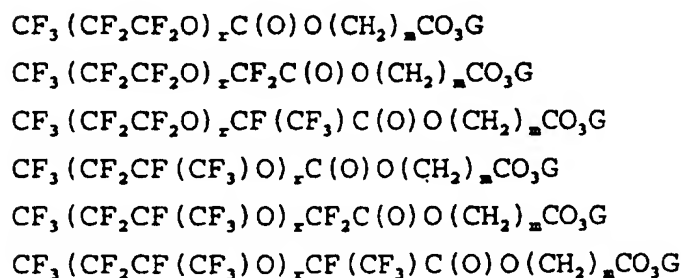 CF₃(CF₂CF₂O)ᵣC(O)O(CH₂)ₘCO₃G
CF₃(CF₂CF₂O)ᵣCF₂C(O)O(CH₂)ₘCO₃G
CF₃(CF₂CF₂O)ᵣCF(CF₃)C(O)O(CH₂)ₘCO₃G
CF₃(CF₂CF(CF₃)O)ᵣC(O)O(CH₂)ₘCO₃G
CF₃(CF₂CF(CF₃)O)ᵣCF₂C(O)O(CH₂)ₘCO₃G
CF₃(CF₂CF(CF₃)O)ᵣCF(CF₃)C(O)O(CH₂)ₘCO₃G